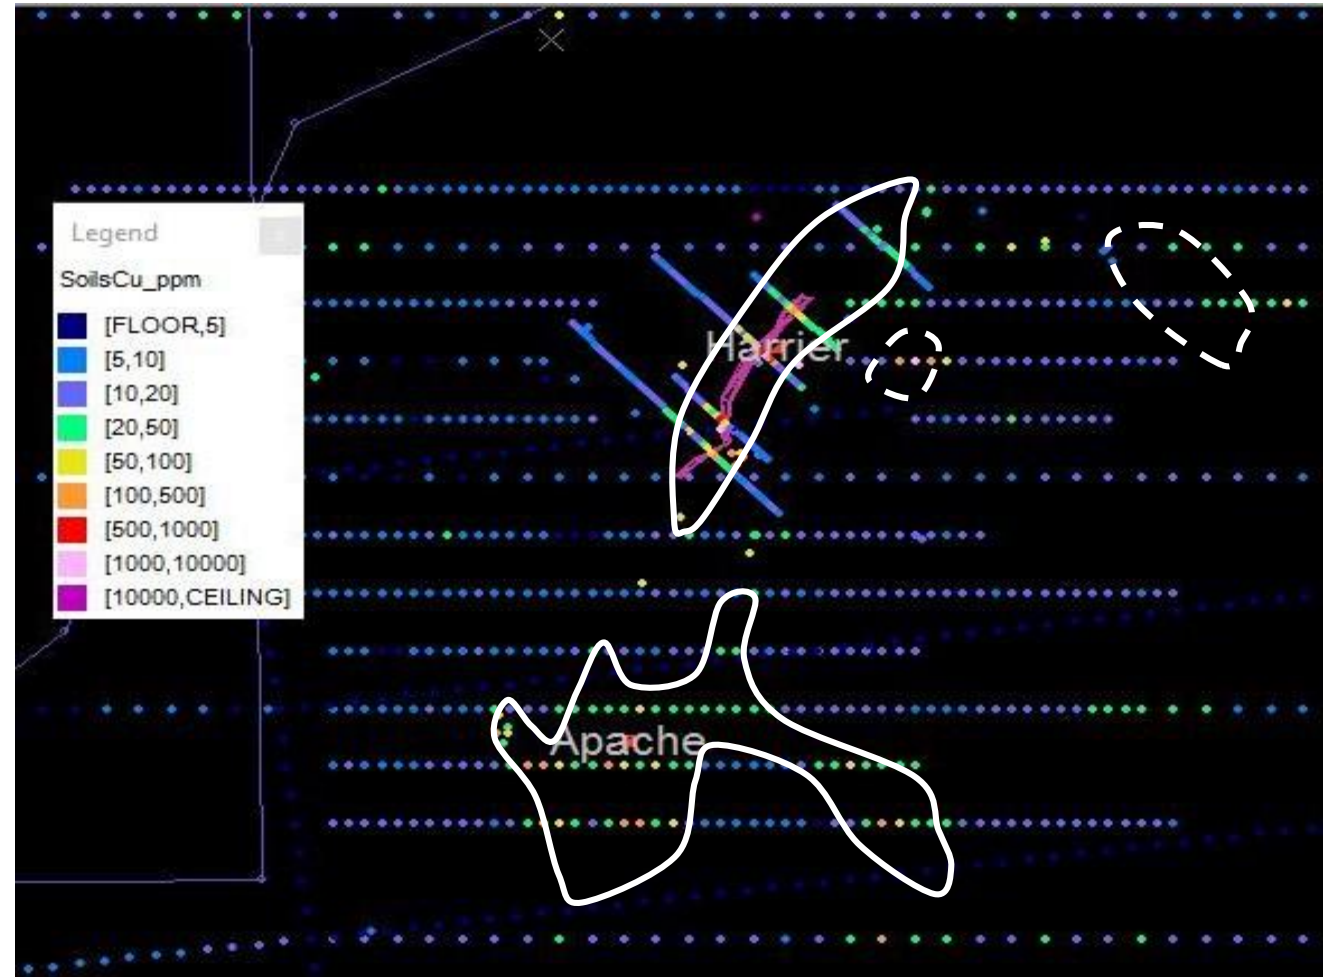 Legend
SoilsCu_ppm
[FLOOR,5]
[5,10]
[10,20]
[20,50]
[50,100]
[100,500]
[500,1000]
[1000,10000]
[10000,CEILING]
Harrier
Apache